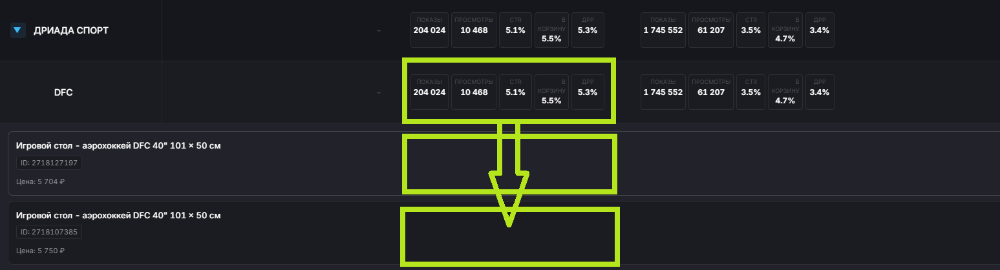 ДРИАДА СПОРТ
-
ПОКАЗЫ ПРОСМОТРЫ CTR В КОРЗИНУ ДРР
204 024 10 468 5.1% 5.5% 5.3%
ПОКАЗЫ ПРОСМОТРЫ CTR В КОРЗИНУ ДРР
1 745 552 61 207 3.5% 4.7% 3.4%
DFC
-
ПОКАЗЫ ПРОСМОТРЫ CTR В КОРЗИНУ ДРР
204 024 10 468 5.1% 5.5% 5.3%
ПОКАЗЫ ПРОСМОТРЫ CTR В КОРЗИНУ ДРР
1 745 552 61 207 3.5% 4.7% 3.4%
Игровой стол - аэрохоккей DFC 40" 101 × 50 см
ID: 2718127197
Цена: 5 704 ₽
Игровой стол - аэрохоккей DFC 40" 101 × 50 см
ID: 2718107385
Цена: 5 750 ₽